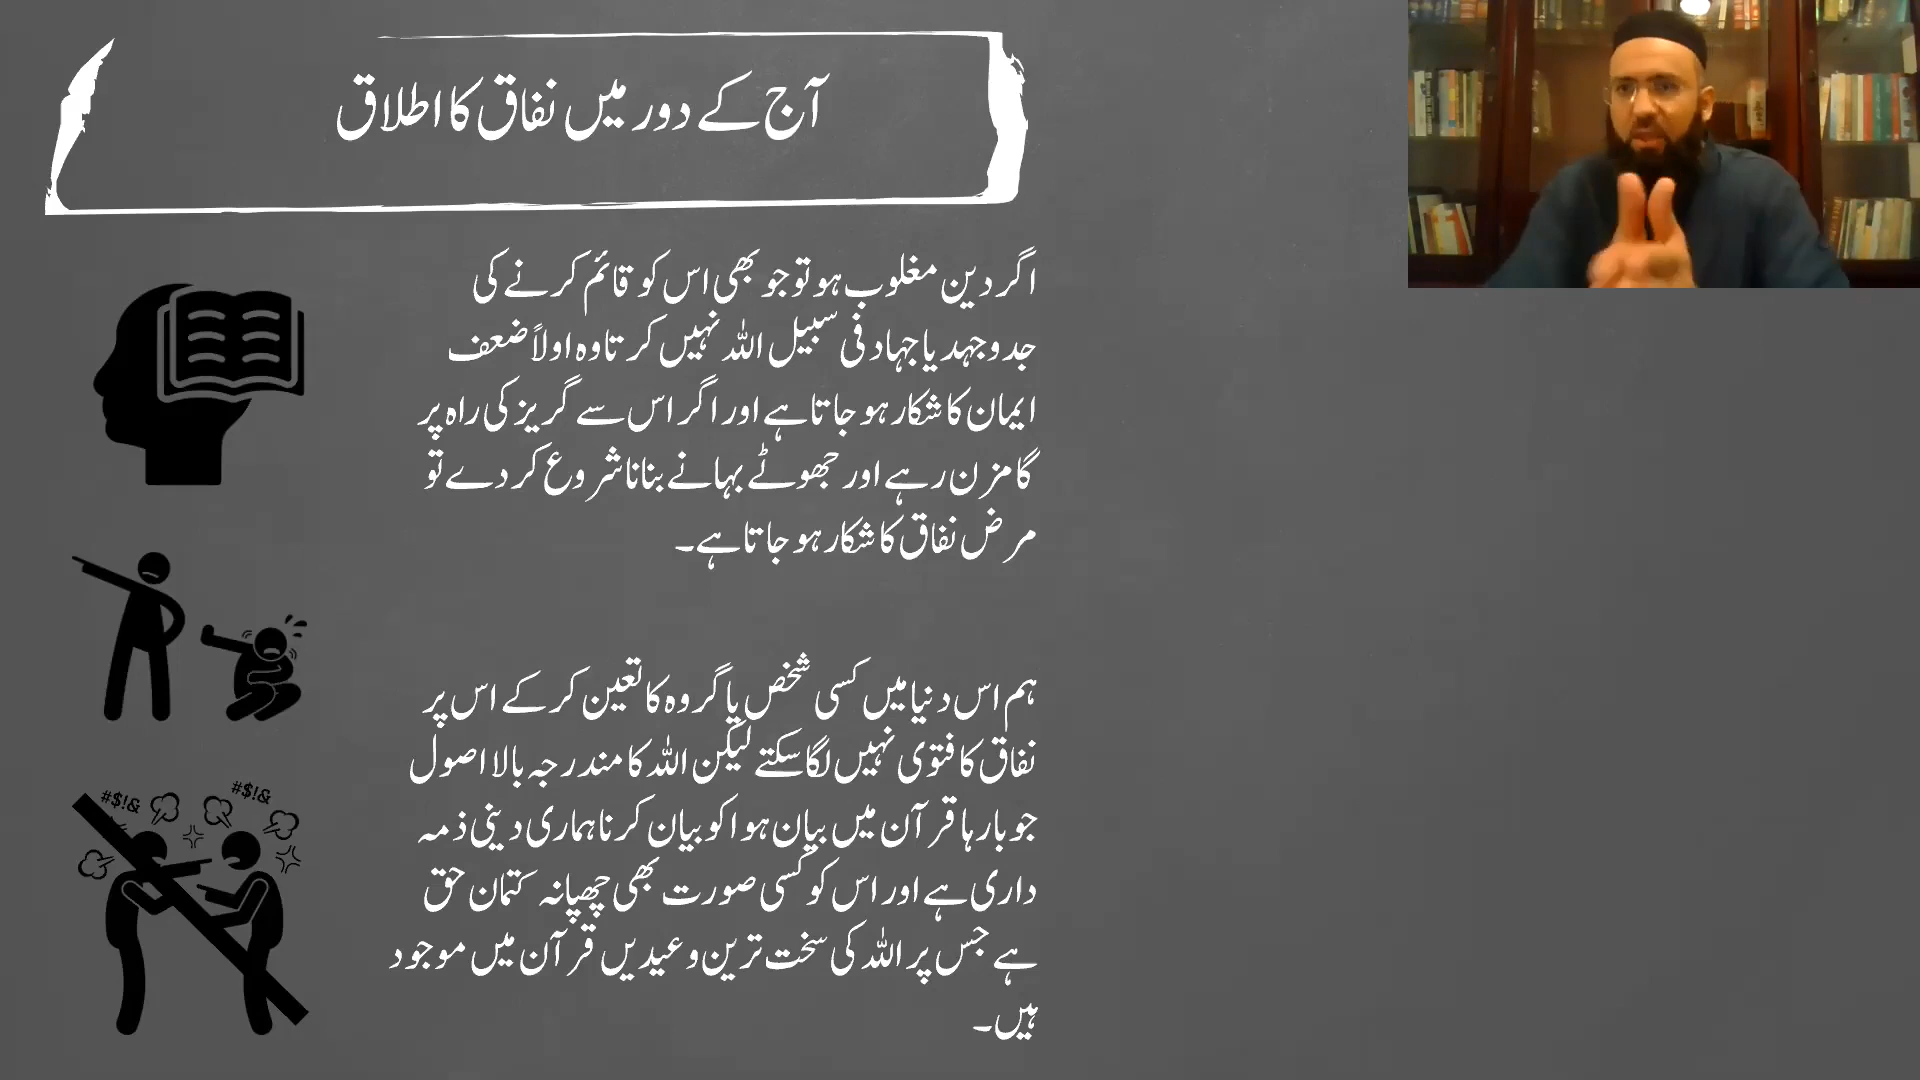 آج کے دور میں نفاق کا اطلاق
اگر دین مغلوب ہو تو جو بھی اس کو قائم کرنے کی
جدوجہد یا جہاد فی سبیل اللہ نہیں کرتا وہ اولاً ضعف
ایمان کا شکار ہو جاتا ہے اور اگر اس سے گریز کی راہ پر
گامزن رہے اور جھوٹے بہانے بنانا شروع کر دے تو
مرض نفاق کا شکار ہو جاتا ہے۔
ہم اس دنیا میں کسی شخص یا گروہ کا تعین کر کے اس پر
نفاق کا فتوی نہیں لگا سکتے لیکن اللہ کا مندرجہ بالا اصول
جو بارہا قرآن میں بیان ہوا کو بیان کرنا ہماری دینی ذمہ
داری ہے اور اس کو کسی صورت بھی چھپانہ کتمان حق
ہے جس پر اللہ کی سخت ترین وعیدیں قرآن میں موجود
ہیں۔
#$!&
#$!&